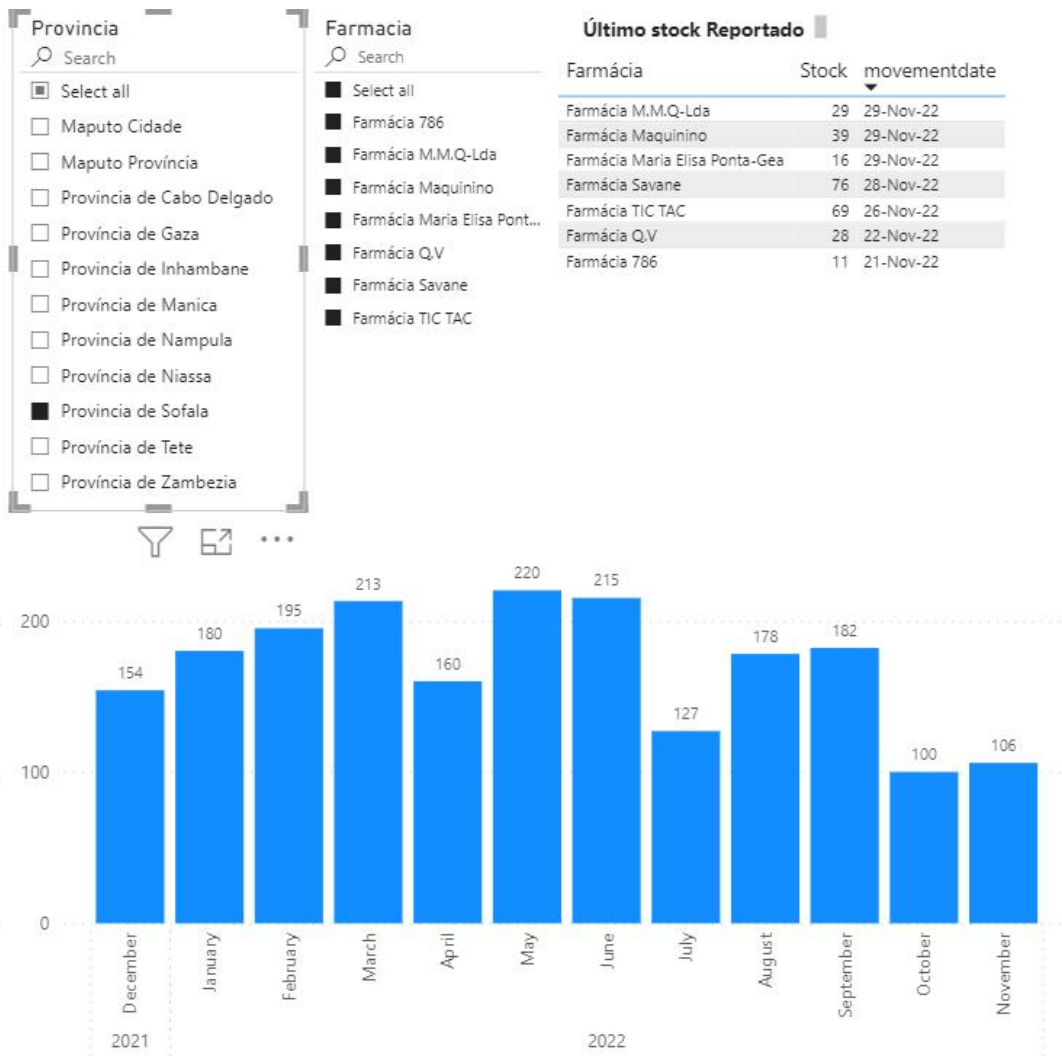 Provincia
Search
Select all
Maputo Cidade
Maputo Província
Provincia de Cabo Delgado
Província de Gaza
Provincia de Inhambane
Província de Manica
Provincia de Nampula
Província de Niassa
Provincia de Sofala
Província de Tete
Província de Zambezia
Farmacia
Search
Select all
Farmácia 786
Farmácia M.M.Q-Lda
Farmácia Maquinino
Farmácia Maria Elisa Pont...
Farmácia Q.V
Farmácia Savane
Farmácia TIC TAC
Último stock Reportado
Farmácia Stock movementdate
Farmácia M.M.Q-Lda 29 29-Nov-22
Farmácia Maquinino 39 29-Nov-22
Farmácia Maria Elisa Ponta-Gea 16 29-Nov-22
Farmácia Savane 76 28-Nov-22
Farmácia TIC TAC 69 26-Nov-22
Farmácia Q.V 28 22-Nov-22
Farmácia 786 11 21-Nov-22
200
100
0
154
180
195
213
160
220
215
127
178
182
100
106
December
January
February
March
April
May
June
July
August
September
October
November
2021
2022